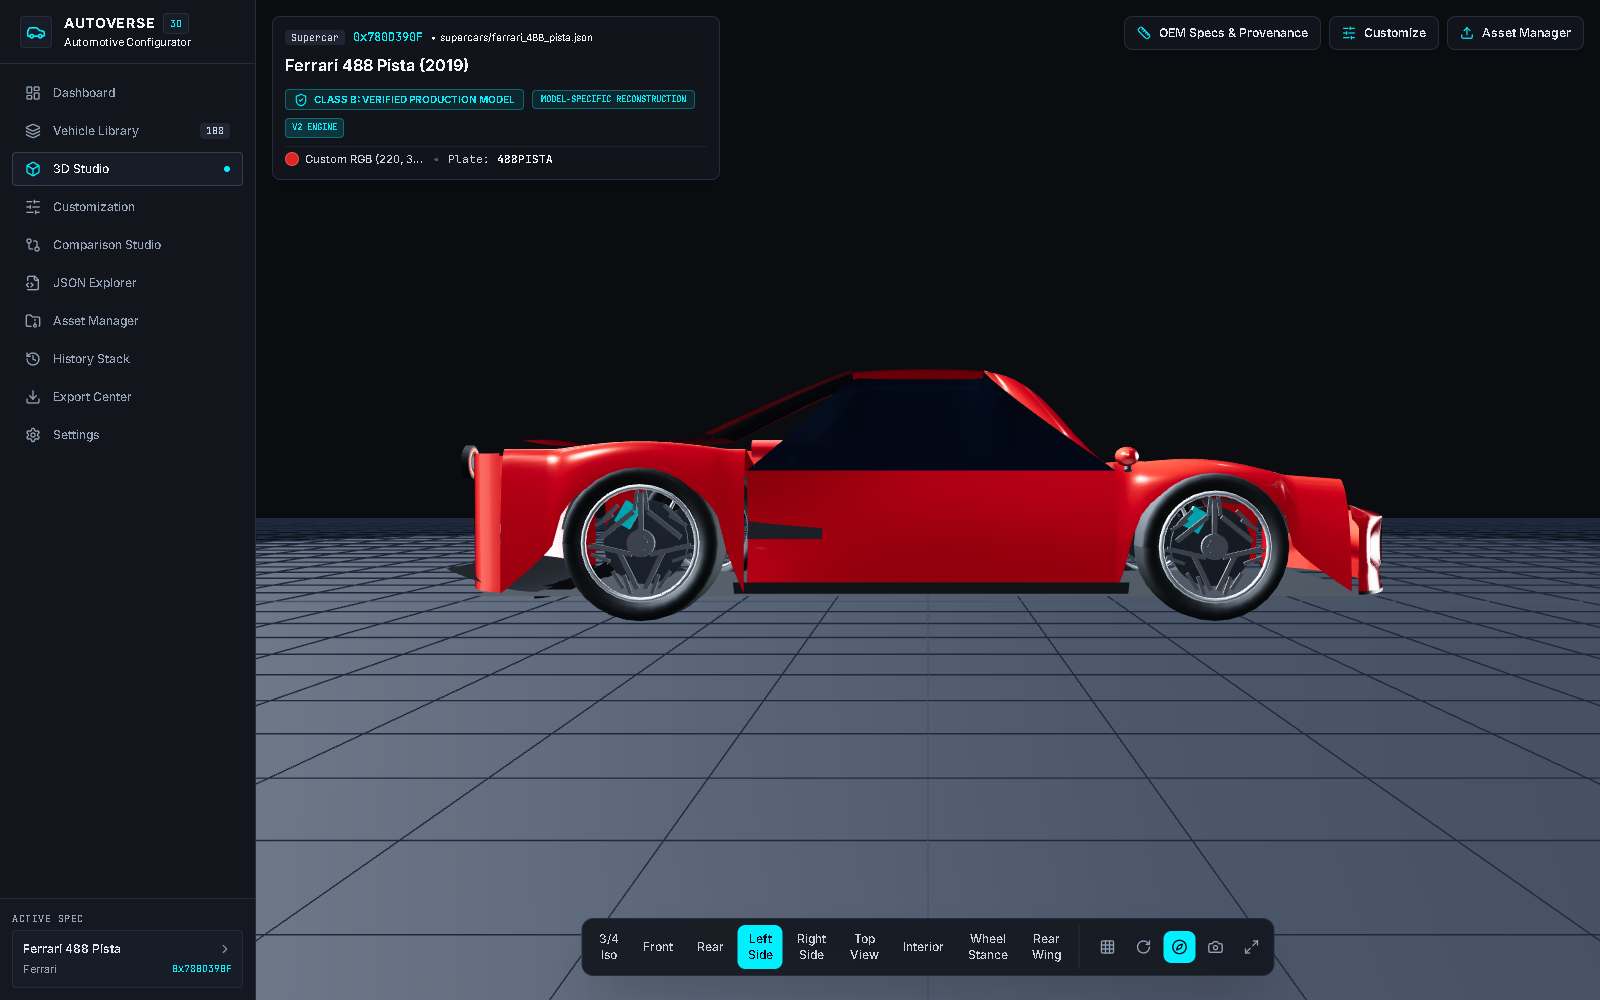 AUTOVERSE 3D
Automotive Configurator
Dashboard
Vehicle Library 188
3D Studio
Customization
Comparison Studio
JSON Explorer
Asset Manager
History Stack
Export Center
Settings
ACTIVE SPEC
Ferrari 488 Pista
Ferrari 0x780D390F
Supercar 0x780D390F • supercars/ferrari_488_pista.json
Ferrari 488 Pista (2019)
CLASS B: VERIFIED PRODUCTION MODEL MODEL-SPECIFIC RECONSTRUCTION
V2 ENGINE
Custom RGB (220, 3... • Plate: 488PISTA
OEM Specs & Provenance Customize Asset Manager
3/4 Iso Front Rear Left Side Right Side Top View Interior Wheel Stance Rear Wing